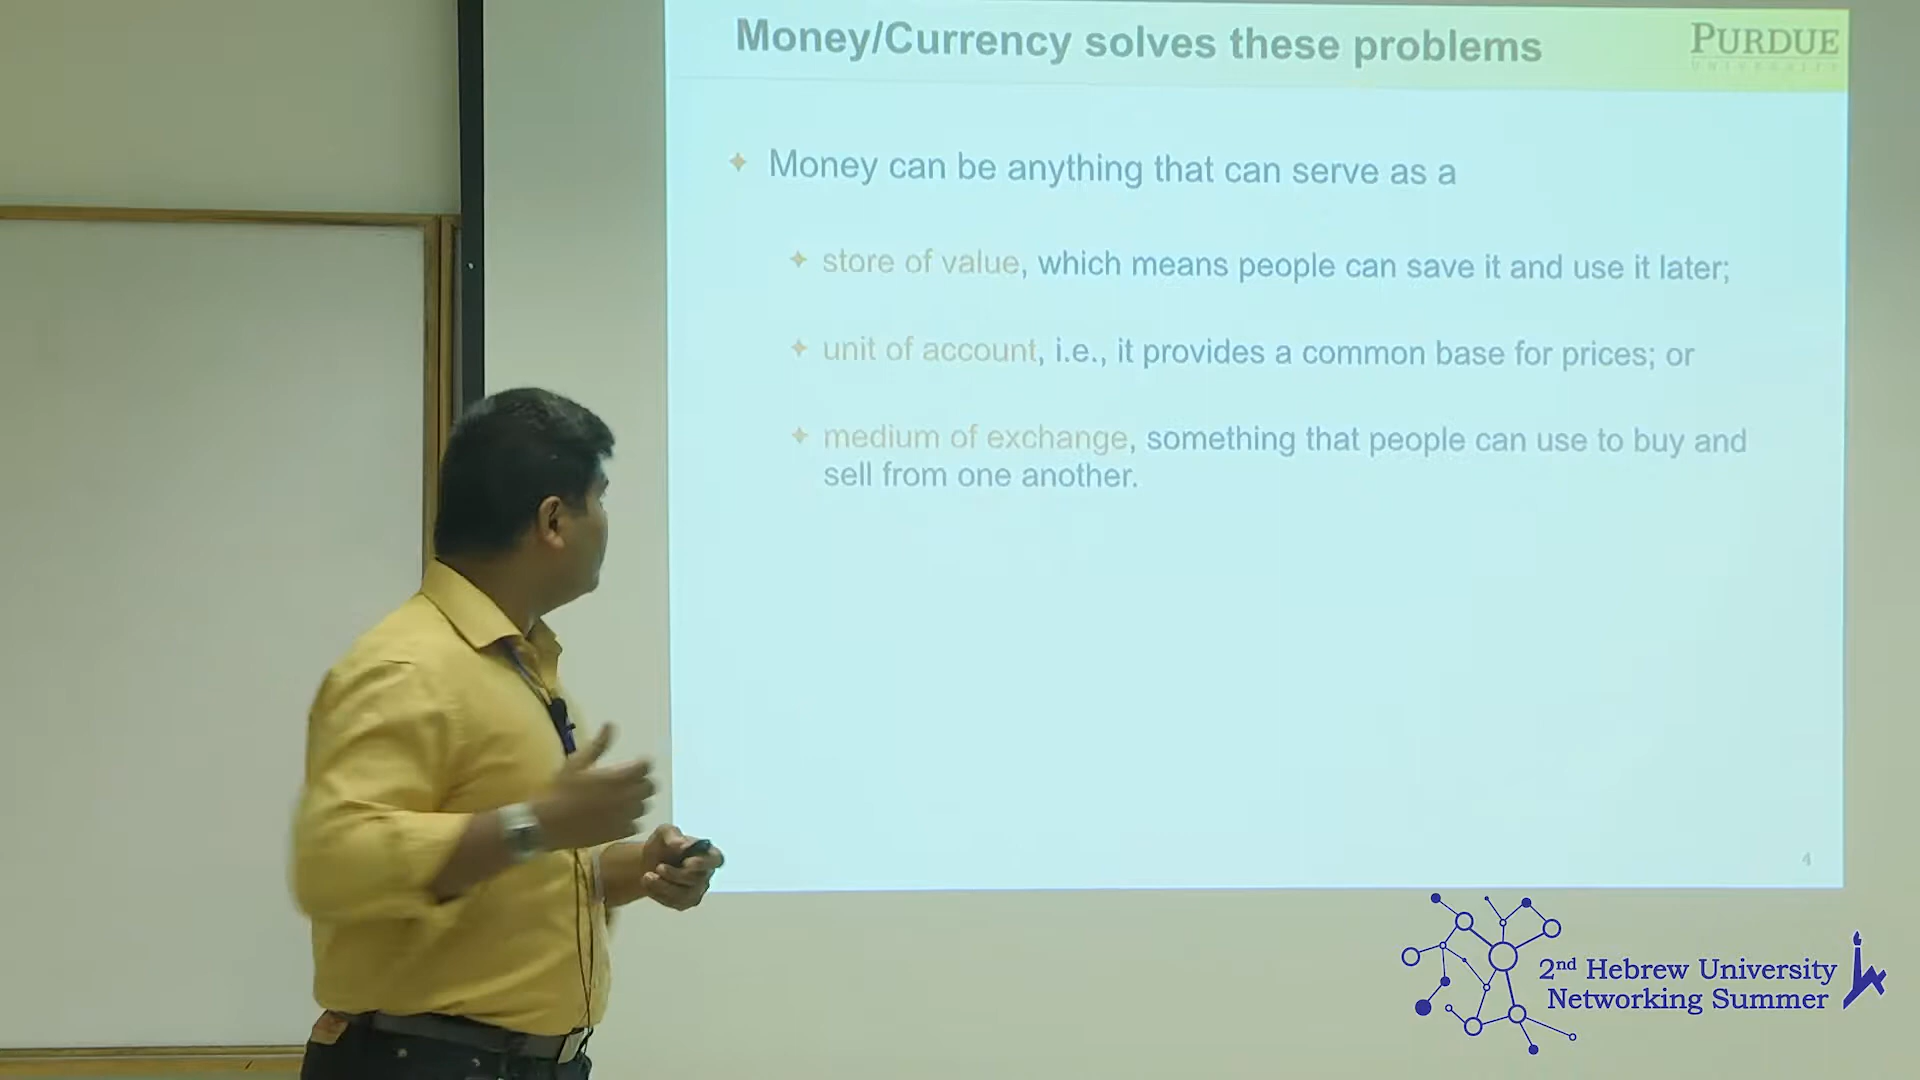 Money/Currency solves these problems
PURDUE
UNIVERSITY
Money can be anything that can serve as a
store of value, which means people can save it and use it later;
unit of account, i.e., it provides a common base for prices; or
medium of exchange, something that people can use to buy and
sell from one another.
4
2nd Hebrew University
Networking Summer